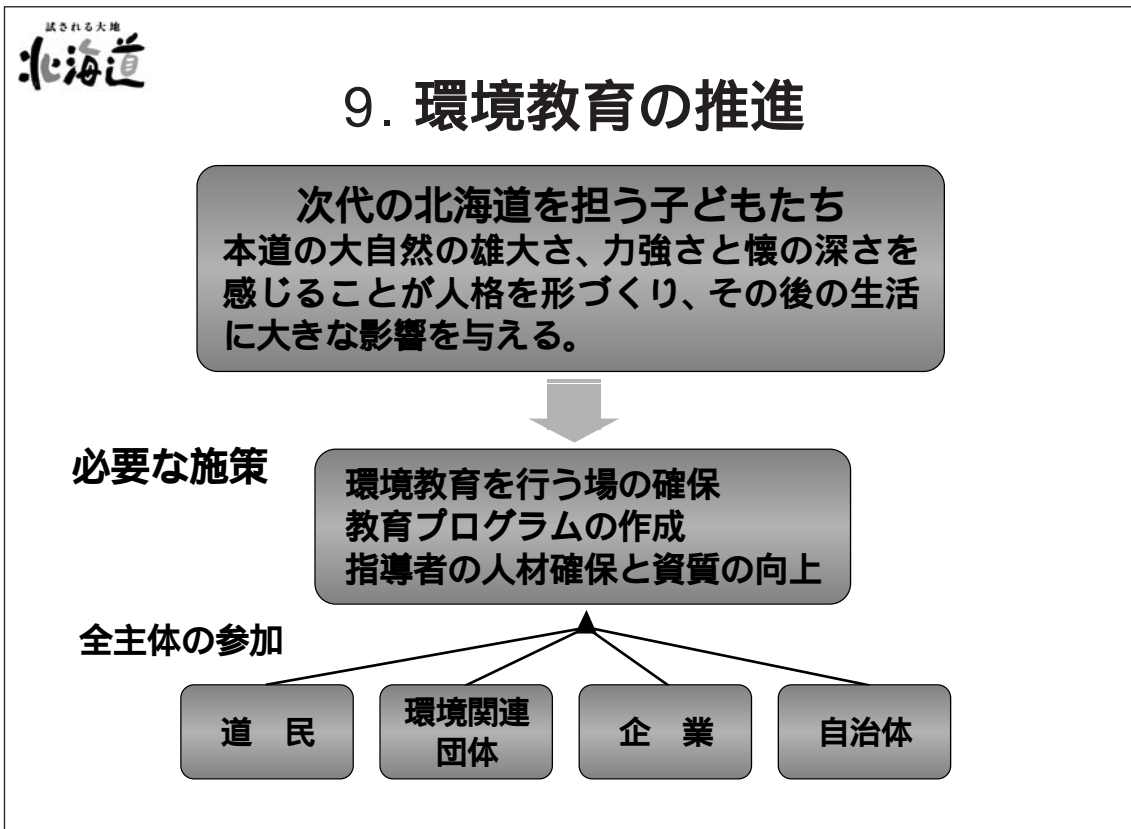 試される大地
北海道
9. 環境教育の推進
次代の北海道を担う子どもたち
本道の大自然の雄大さ、力強さと懐の深さを
感じることが人格を形づくり、その後の生活
に大きな影響を与える。
必要な施策
環境教育を行う場の確保
教育プログラムの作成
指導者の人材確保と資質の向上
全主体の参加
道　民
環境関連
団体
企　業
自治体